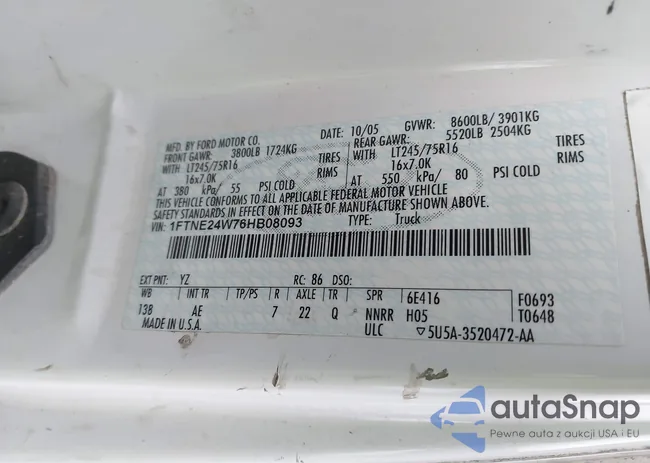 MFD. BY FORD MOTOR CO.
DATE: 10/05 GVWR: 8600LB/ 3901KG
FRONT GAWR: 3800LB 1724KG
REAR GAWR: 5520LB 2504KG
WITH LT245/75R16 TIRES
WITH LT245/75R16 TIRES
16x7.0K RIMS
16x7.0K RIMS
AT 380 kPa/ 55 PSI COLD
AT 550 kPa/ 80 PSI COLD
THIS VEHICLE CONFORMS TO ALL APPLICABLE FEDERAL MOTOR VEHICLE
SAFETY STANDARDS IN EFFECT ON THE DATE OF MANUFACTURE SHOWN ABOVE.
VIN: 1FTNE24W76HB08093 TYPE: Truck
EXT PNT: YZ RC: 86 DSO:
WB INT TR TP/PS R AXLE TR SPR 6E416 F0693
138 AE 7 22 Q NNRR H05 T0648
MADE IN U.S.A. ULC ▽5U5A-3520472-AA
autaSnap
Pewne auta z aukcji USA i EU